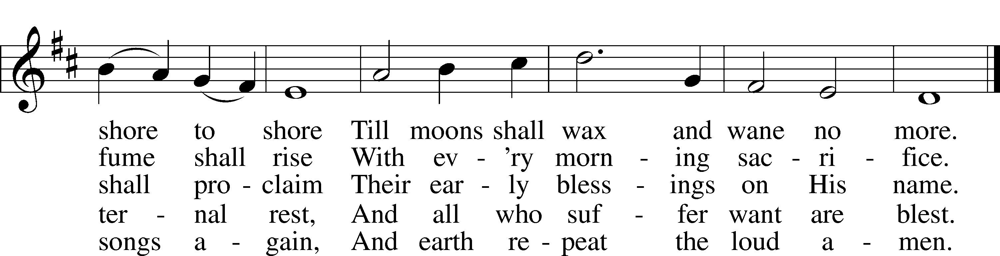 shore to shore Till moons shall wax and wane no more.
fume shall rise With ev - ’ry morn - ing sac - ri - fice.
shall pro - claim Their ear - ly bless - ings on His name.
ter - nal rest, And all who suf - fer want are blest.
songs a - gain, And earth re - peat the loud a - men.